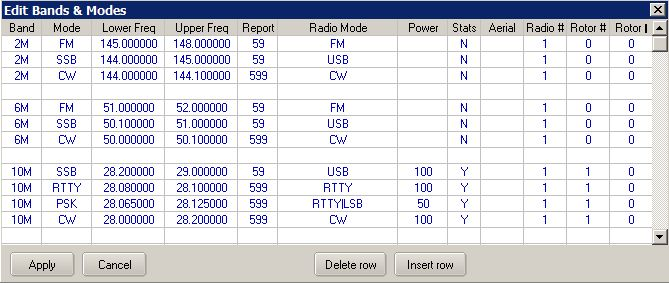 Edit Bands & Modes
Band Mode Lower Freq Upper Freq Report Radio Mode Power Stats Aerial Radio # Rotor # Rotor
2M FM 145.000000 148.000000 59 FM N 1 0 0
2M SSB 144.000000 145.000000 59 USB N 1 0 0
2M CW 144.000000 144.100000 599 CW N 1 0 0
6M FM 51.000000 52.000000 59 FM N 1 0 0
6M SSB 50.100000 51.000000 59 USB N 1 0 0
6M CW 50.000000 50.100000 599 CW N 1 0 0
10M SSB 28.200000 29.000000 59 USB 100 Y 1 1 0
10M RTTY 28.080000 28.100000 599 RTTY 100 Y 1 1 0
10M PSK 28.065000 28.125000 599 RTTY|LSB 50 Y 1 1 0
10M CW 28.000000 28.200000 599 CW 100 Y 1 1 0
Apply Cancel Delete row Insert row